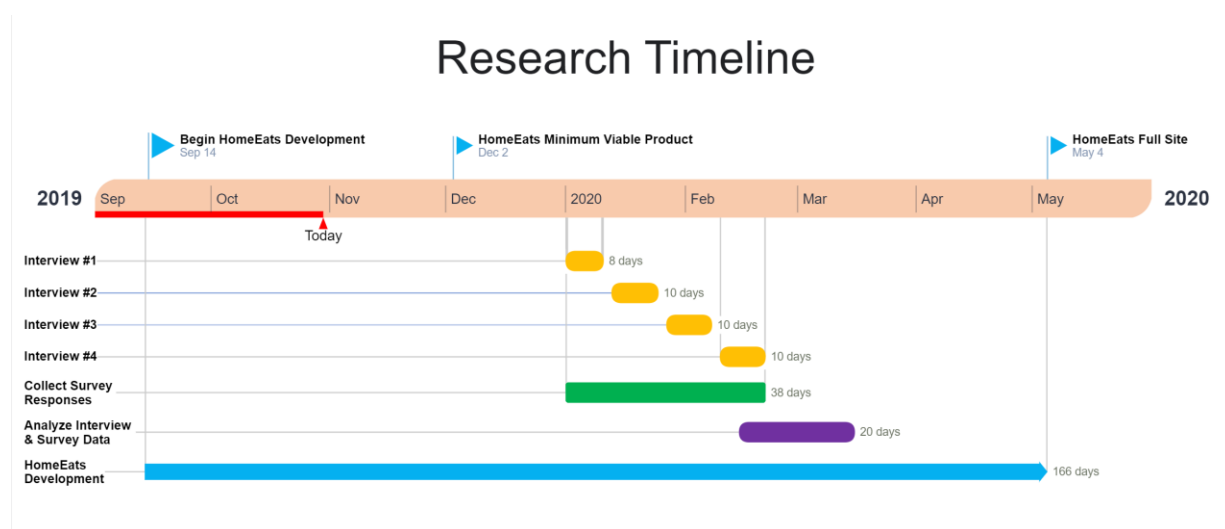 Research Timeline
Begin HomeEats Development
Sep 14
HomeEats Minimum Viable Product
Dec 2
HomeEats Full Site
May 4
2019
Sep
Oct
Nov
Dec
2020
Feb
Mar
Apr
May
2020
Today
Interview #1
8 days
Interview #2
10 days
Interview #3
10 days
Interview #4
10 days
Collect Survey
Responses
38 days
Analyze Interview
& Survey Data
20 days
HomeEats
Development
166 days